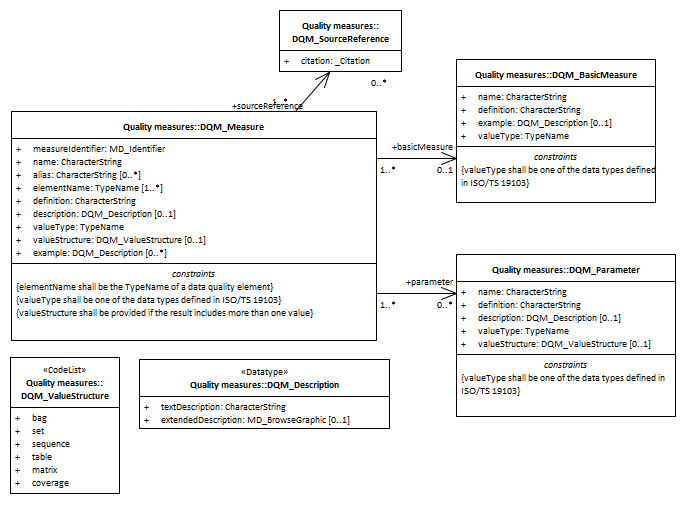 Quality measures::
DQM_SourceReference
+ citation: _Citation
0..*
1..*
+sourceReference
Quality measures::DQM_Measure
+ measureIdentifier: MD_Identifier
+ name: CharacterString
+ alias: CharacterString [0..*]
+ elementName: TypeName [1..*]
+ definition: CharacterString
+ description: DQM_Description [0..1]
+ valueType: TypeName
+ valueStructure: DQM_ValueStructure [0..1]
+ example: DQM_Description [0..*]
constraints
{elementName shall be the TypeName of a data quality element}
{valueType shall be one of the data types defined in ISO/TS 19103}
{valueStructure shall be provided if the result includes more than one value}
+basicMeasure
1..*
0..1
Quality measures::DQM_BasicMeasure
+ name: CharacterString
+ definition: CharacterString
+ example: DQM_Description [0..1]
+ valueType: TypeName
constraints
{valueType shall be one of the data types defined
in ISO/TS 19103}
+parameter
1..*
0..*
Quality measures::DQM_Parameter
+ name: CharacterString
+ definition: CharacterString
+ description: DQM_Description [0..1]
+ valueType: TypeName
+ valueStructure: DQM_ValueStructure [0..1]
constraints
{valueType shall be one of the data types defined in
ISO/TS 19103}
«CodeList»
Quality measures::
DQM_ValueStructure
+ bag
+ set
+ sequence
+ table
+ matrix
+ coverage
«Datatype»
Quality measures::DQM_Description
+ textDescription: CharacterString
+ extendedDescription: MD_BrowseGraphic [0..1]